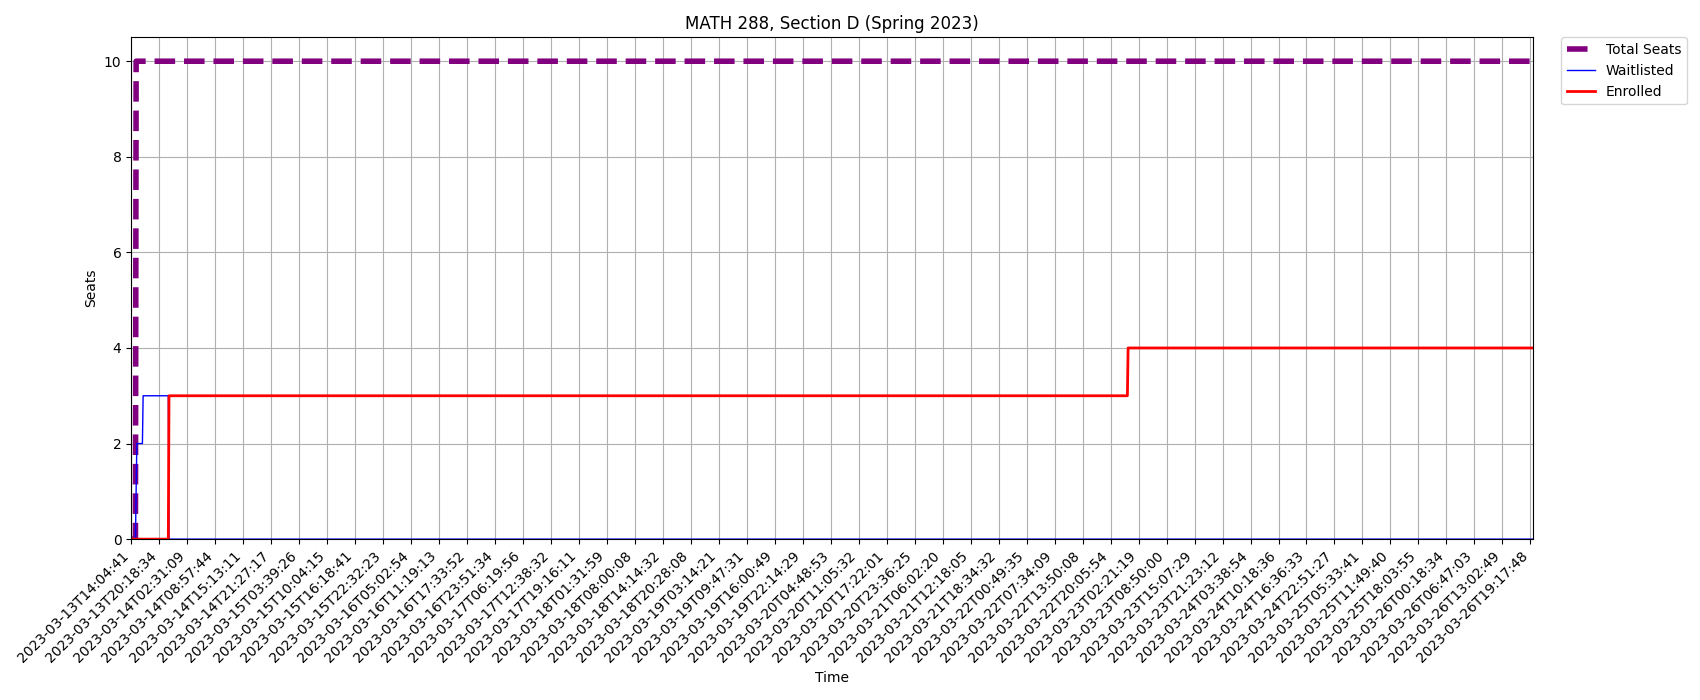 MATH 288, Section D (Spring 2023)
Total Seats
Waitlisted
Enrolled
10
8
6
4
2
0
Seats
2023-03-13T14:04:41
2023-03-13T20:18:34
2023-03-14T02:31:09
2023-03-14T08:57:44
2023-03-14T15:13:11
2023-03-14T21:27:17
2023-03-15T03:39:26
2023-03-15T10:04:15
2023-03-15T16:18:41
2023-03-15T22:32:23
2023-03-16T05:02:54
2023-03-16T11:19:13
2023-03-16T17:33:52
2023-03-16T23:51:34
2023-03-17T06:19:56
2023-03-17T12:38:32
2023-03-17T19:16:11
2023-03-18T01:31:59
2023-03-18T08:00:08
2023-03-18T14:14:32
2023-03-18T20:28:08
2023-03-19T03:14:21
2023-03-19T09:47:31
2023-03-19T16:00:49
2023-03-19T22:14:29
2023-03-20T04:48:53
2023-03-20T11:05:32
2023-03-20T17:22:01
2023-03-20T23:36:25
2023-03-21T06:02:20
2023-03-21T12:18:05
2023-03-21T18:34:32
2023-03-22T00:49:35
2023-03-22T07:34:09
2023-03-22T13:50:08
2023-03-22T20:05:54
2023-03-23T02:21:19
2023-03-23T08:50:00
2023-03-23T15:07:29
2023-03-23T21:23:12
2023-03-24T03:38:54
2023-03-24T10:18:36
2023-03-24T16:36:33
2023-03-24T22:51:27
2023-03-25T05:33:41
2023-03-25T11:49:40
2023-03-25T18:03:55
2023-03-26T00:18:34
2023-03-26T06:47:03
2023-03-26T13:02:49
2023-03-26T19:17:48
Time